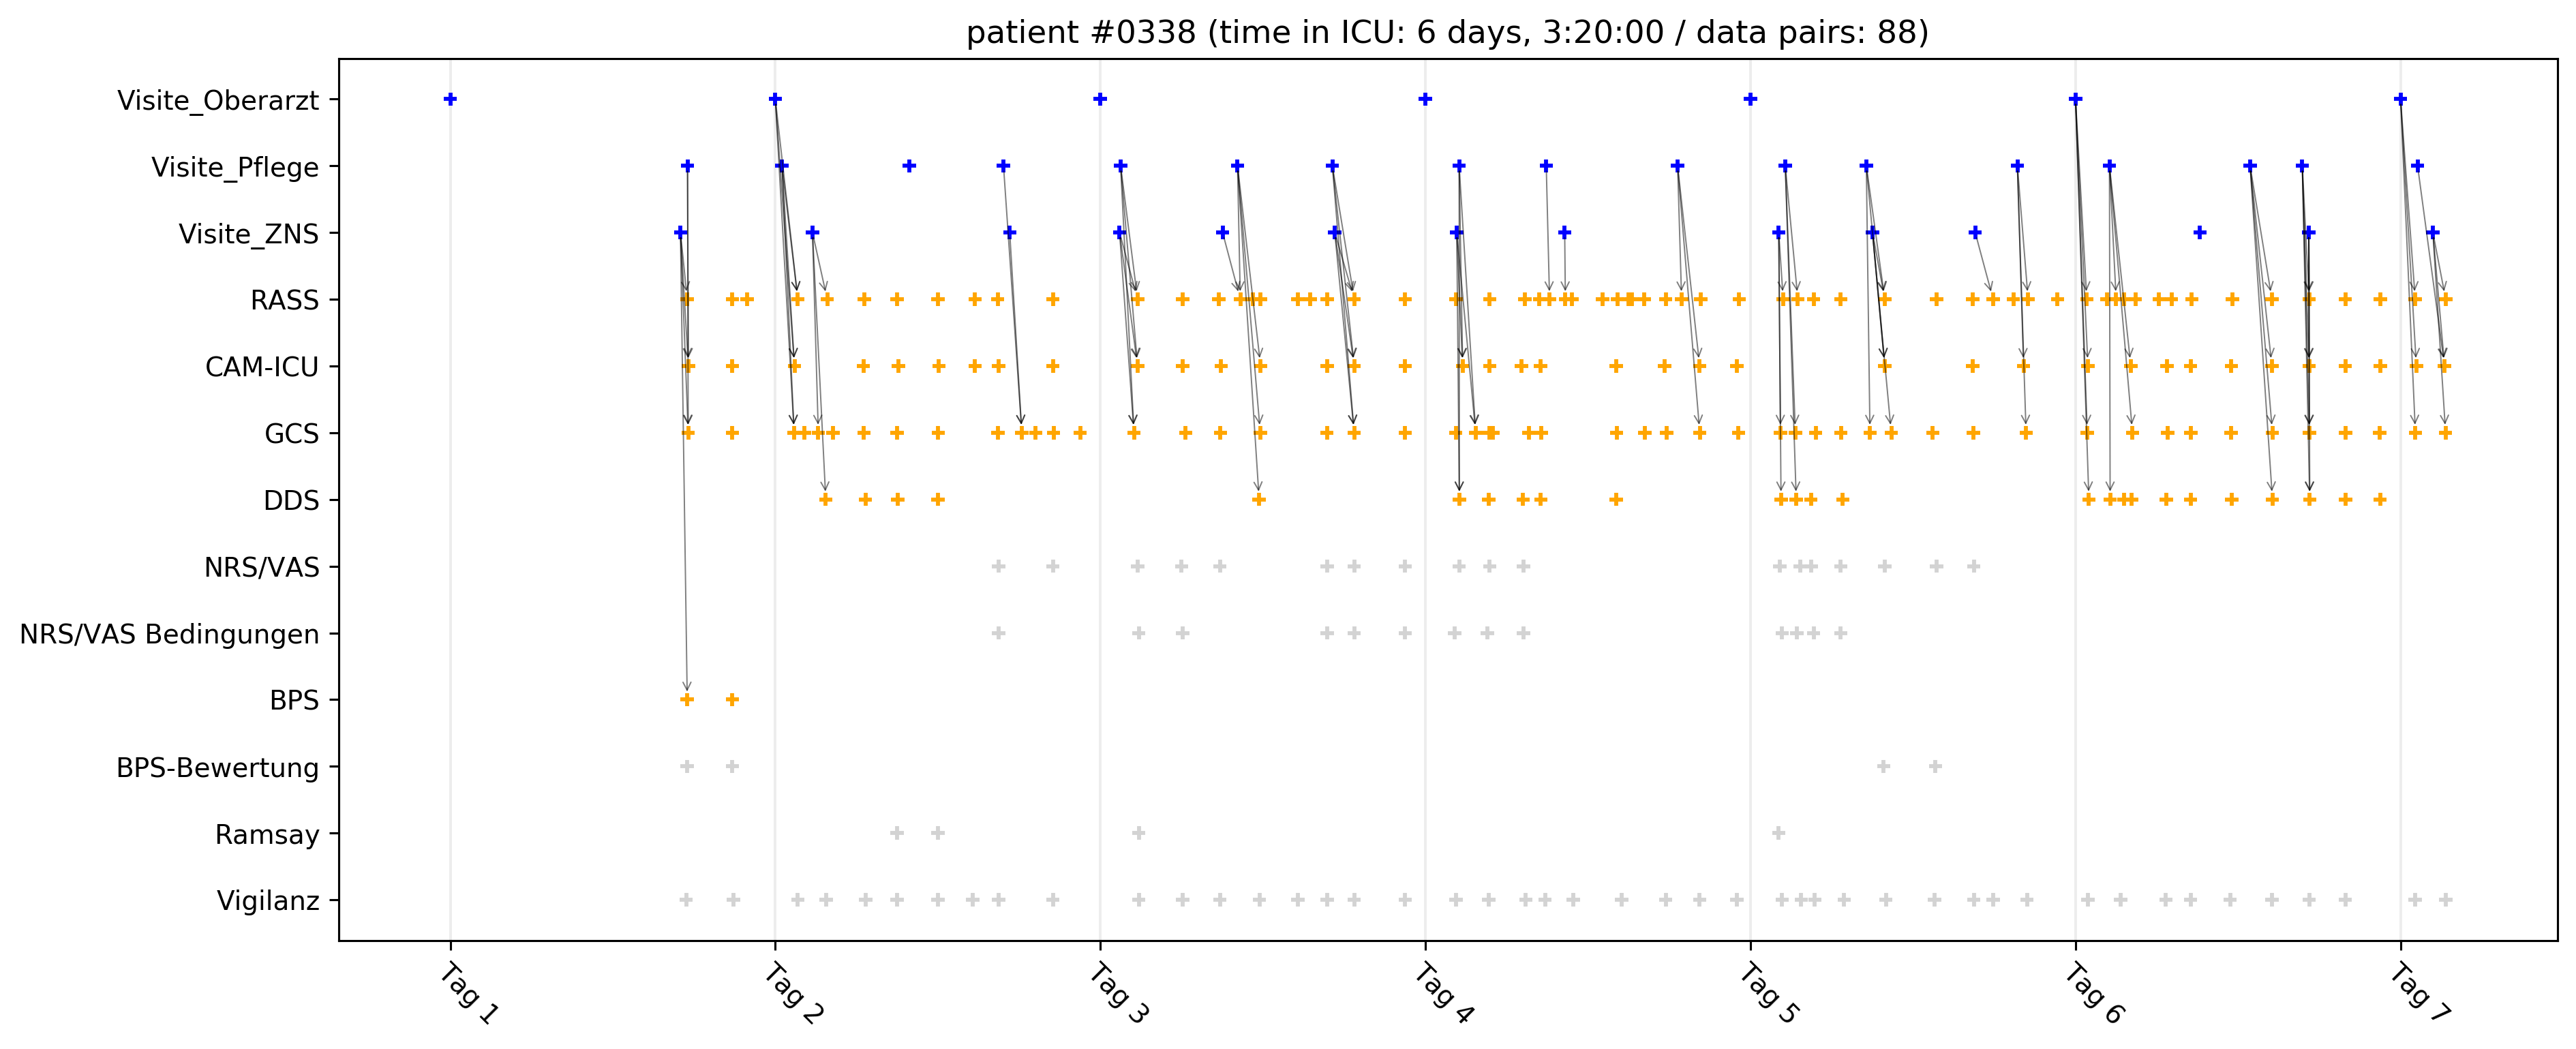 patient #0338 (time in ICU: 6 days, 3:20:00 / data pairs: 88)
Visite_Oberarzt
Visite_Pflege
Visite_ZNS
RASS
CAM-ICU
GCS
DDS
NRS/VAS
NRS/VAS Bedingungen
BPS
BPS-Bewertung
Ramsay
Vigilanz
Tag 1
Tag 2
Tag 3
Tag 4
Tag 5
Tag 6
Tag 7